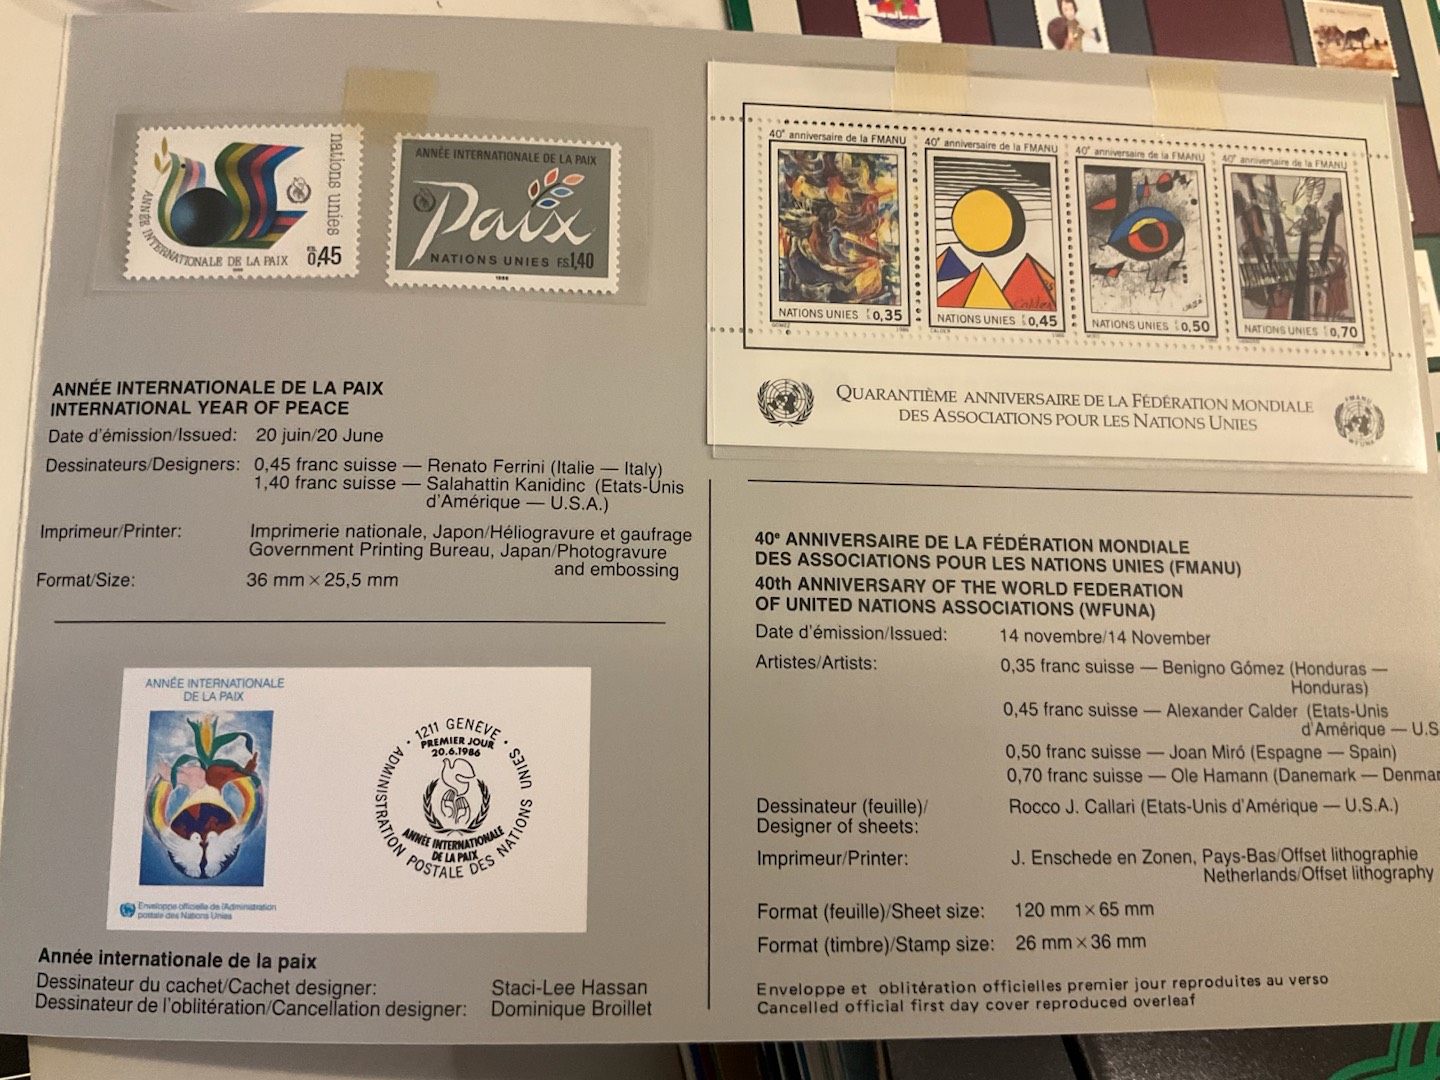 nations unies
ANNÉE INTERNATIONALE DE LA PAIX
F.S. 0,45
ANNÉE INTERNATIONALE DE LA PAIX
Paix
NATIONS UNIES F.S. 1,40
1986
ANNÉE INTERNATIONALE DE LA PAIX
INTERNATIONAL YEAR OF PEACE
Date d'émission/Issued: 20 juin/20 June
Dessinateurs/Designers: 0,45 franc suisse — Renato Ferrini (Italie — Italy)
1,40 franc suisse — Salahattin Kanidinc (Etats-Unis
d'Amérique — U.S.A.)
Imprimeur/Printer: Imprimerie nationale, Japon/Héliogravure et gaufrage
Government Printing Bureau, Japan/Photogravure
and embossing
Format/Size: 36 mm × 25,5 mm
ANNÉE INTERNATIONALE
DE LA PAIX
Enveloppe officielle de l'Administration
postale des Nations Unies
1211 GENÈVE
PREMIER JOUR
20.6.1986
ANNÉE INTERNATIONALE
DE LA PAIX
ADMINISTRATION POSTALE DES NATIONS UNIES
Année internationale de la paix
Dessinateur du cachet/Cachet designer: Staci-Lee Hassan
Dessinateur de l'oblitération/Cancellation designer: Dominique Broillet
40e anniversaire de la FMANU
NATIONS UNIES 0,35
GOMEZ 1986
40e anniversaire de la FMANU
Calder
NATIONS UNIES 0,45
CALDER 1986
40e anniversaire de la FMANU
Miró
NATIONS UNIES 0,50
MIRO 1986
40e anniversaire de la FMANU
NATIONS UNIES 0,70
QUARANTIÈME ANNIVERSAIRE DE LA FÉDÉRATION MONDIALE
DES ASSOCIATIONS POUR LES NATIONS UNIES
FMANU
WFUNA
40e ANNIVERSAIRE DE LA FÉDÉRATION MONDIALE
DES ASSOCIATIONS POUR LES NATIONS UNIES (FMANU)
40th ANNIVERSARY OF THE WORLD FEDERATION
OF UNITED NATIONS ASSOCIATIONS (WFUNA)
Date d'émission/Issued: 14 novembre/14 November
Artistes/Artists: 0,35 franc suisse — Benigno Gómez (Honduras —
Honduras)
0,45 franc suisse — Alexander Calder (Etats-Unis
d'Amérique — U.S
0,50 franc suisse — Joan Miró (Espagne — Spain)
0,70 franc suisse — Ole Hamann (Danemark — Denmar
Dessinateur (feuille)/ Rocco J. Callari (Etats-Unis d'Amérique — U.S.A.)
Designer of sheets:
Imprimeur/Printer: J. Enschede en Zonen, Pays-Bas/Offset lithographie
Netherlands/Offset lithography
Format (feuille)/Sheet size: 120 mm × 65 mm
Format (timbre)/Stamp size: 26 mm × 36 mm
Enveloppe et oblitération officielles premier jour reproduites au verso
Cancelled official first day cover reproduced overleaf